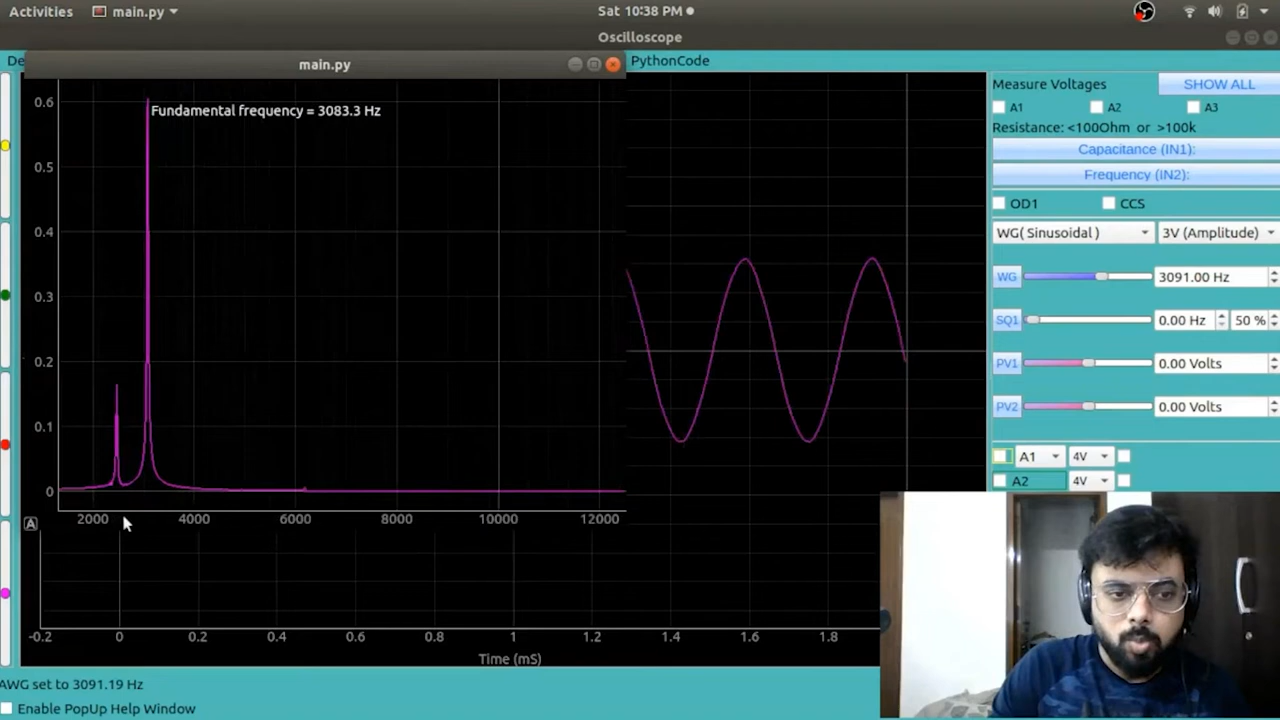 Activities main.py Sat 10:38 PM
Oscilloscope
De
PythonCode
main.py
Fundamental frequency = 3083.3 Hz
0.6
0.5
0.4
0.3
0.2
0.1
0
2000 4000 6000 8000 10000 12000
A
-0.2 0 0.2 0.4 0.6 0.8 1 1.2 1.4 1.6 1.8
Time (mS)
Measure Voltages SHOW ALL
A1 A2 A3
Resistance: <100Ohm or >100k
Capacitance (IN1):
Frequency (IN2):
OD1 CCS
WG( Sinusoidal ) 3V (Amplitude)
WG 3091.00 Hz
SQ1 0.00 Hz 50 %
PV1 0.00 Volts
PV2 0.00 Volts
A1 4V
A2 4V
AWG set to 3091.19 Hz
Enable PopUp Help Window